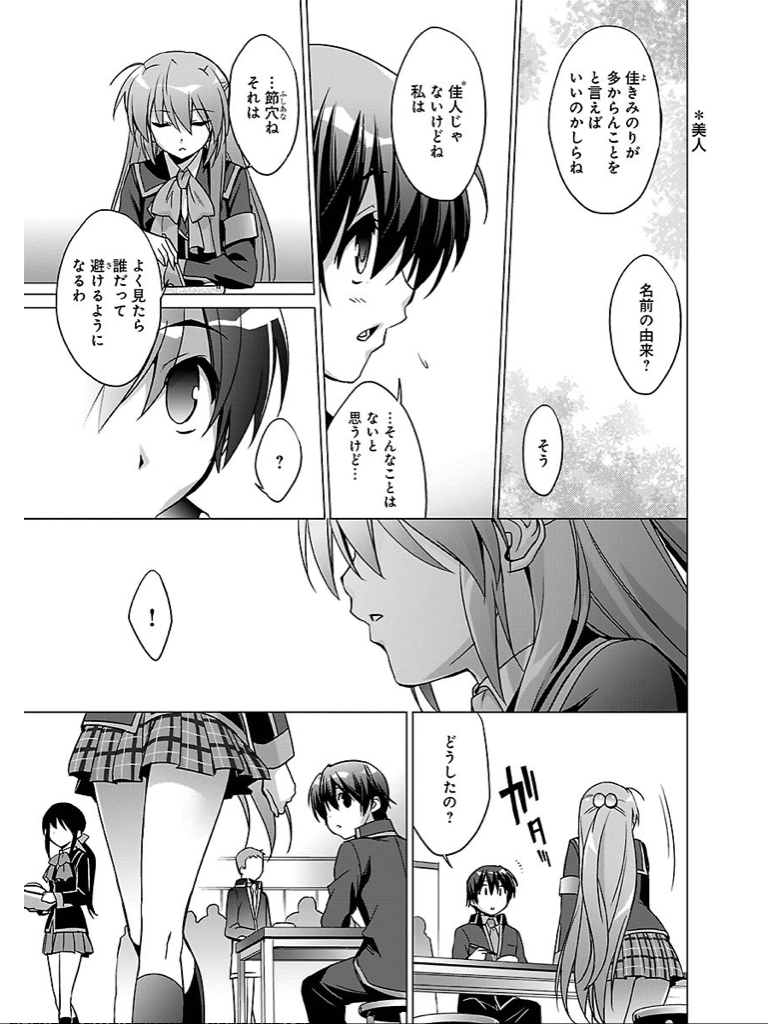 佳きみのりが
多からんことを
と言えば
いいのかしらね
名前の由来？
そう
＊美人
佳人じゃ＊
ないけどね
私は
…そんなことは
ないと
思うけど…
…節穴ね
それは
よく見たら
誰だって
避けるように
なるわ
？
！
どうしたの？
ガタッ